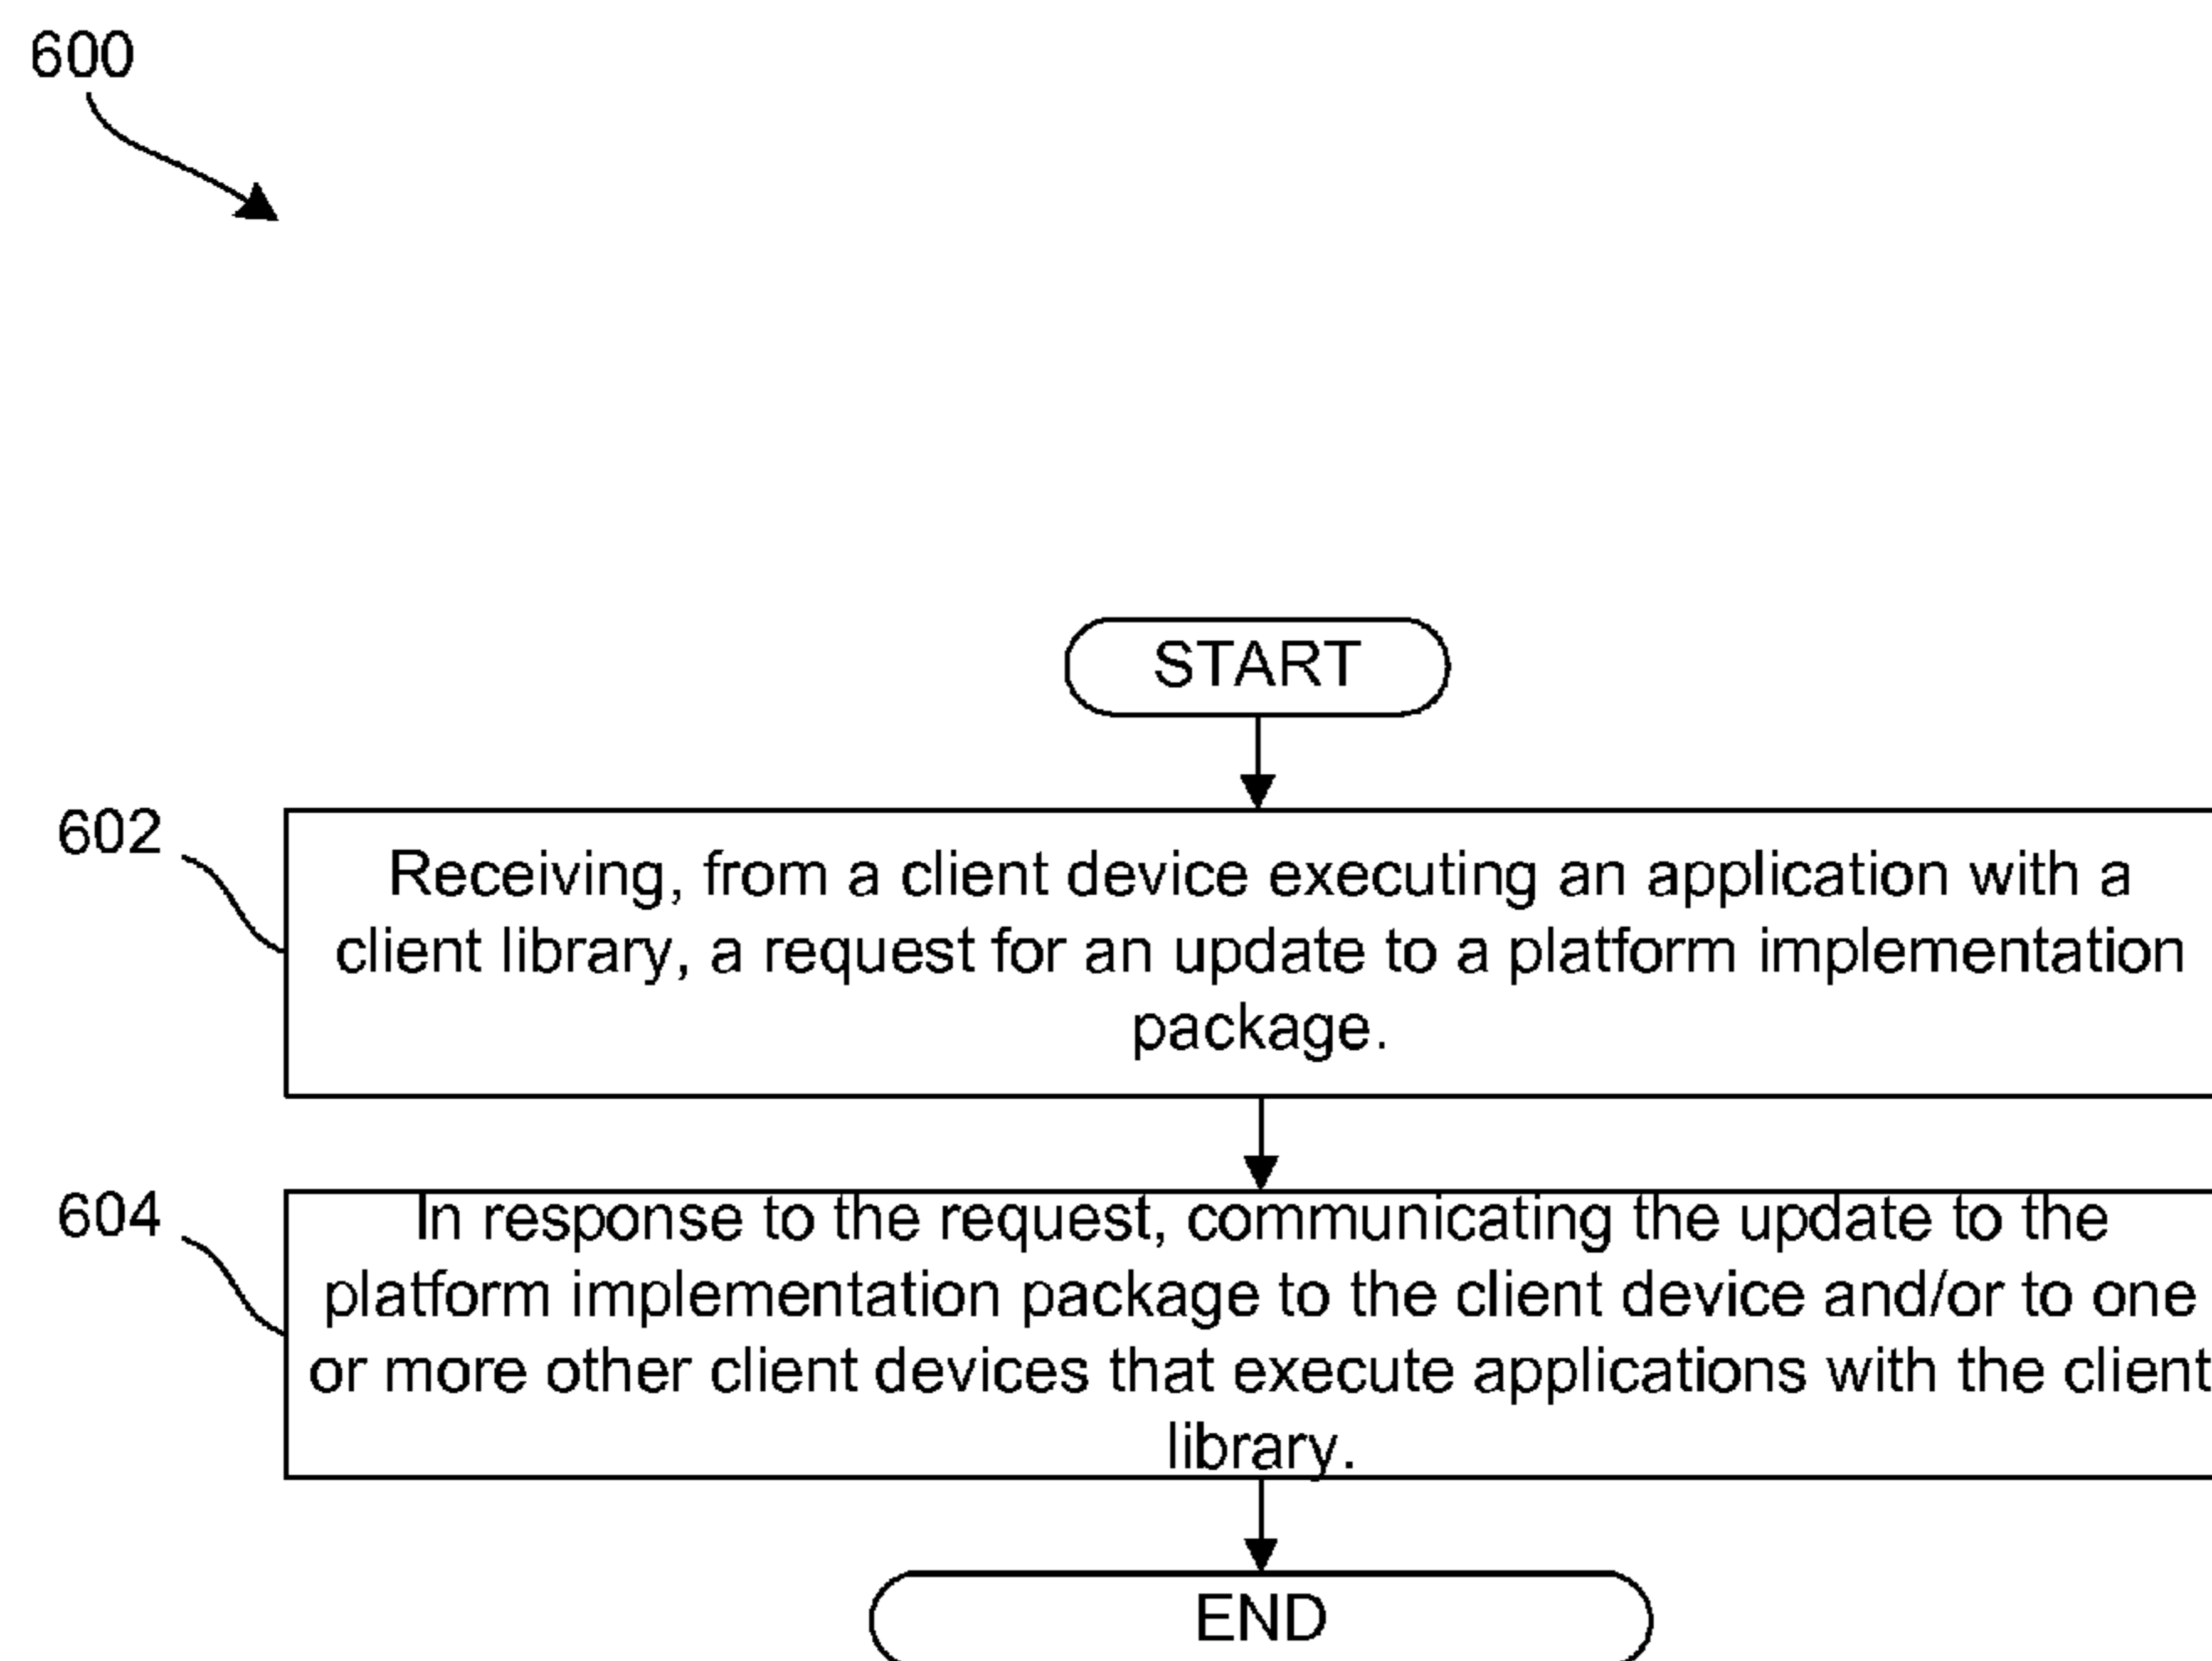 600
START
602
Receiving, from a client device executing an application with a
client library, a request for an update to a platform implementation
package.
604
In response to the request, communicating the update to the
platform implementation package to the client device and/or to one
or more other client devices that execute applications with the client
library.
END